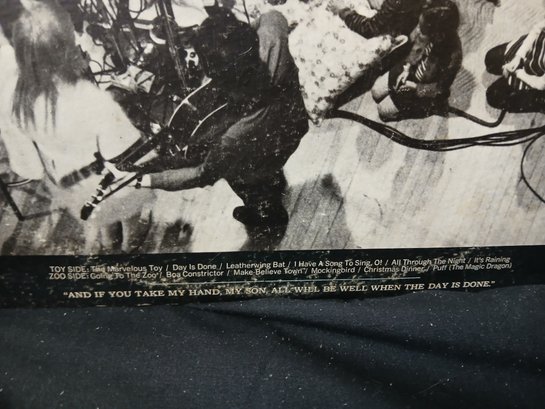 TOY SIDE: The Marvelous Toy / Day Is Done / Leatherwing Bat / I Have A Song To Sing, O! / All Through The Night / It's Raining
ZOO SIDE: Going To The Zoo / Boa Constrictor / Make-Believe Town / Mockingbird / Christmas Dinner / Puff (The Magic Dragon)
"AND IF YOU TAKE MY HAND, MY SON, ALL WILL BE WELL WHEN THE DAY IS DONE."